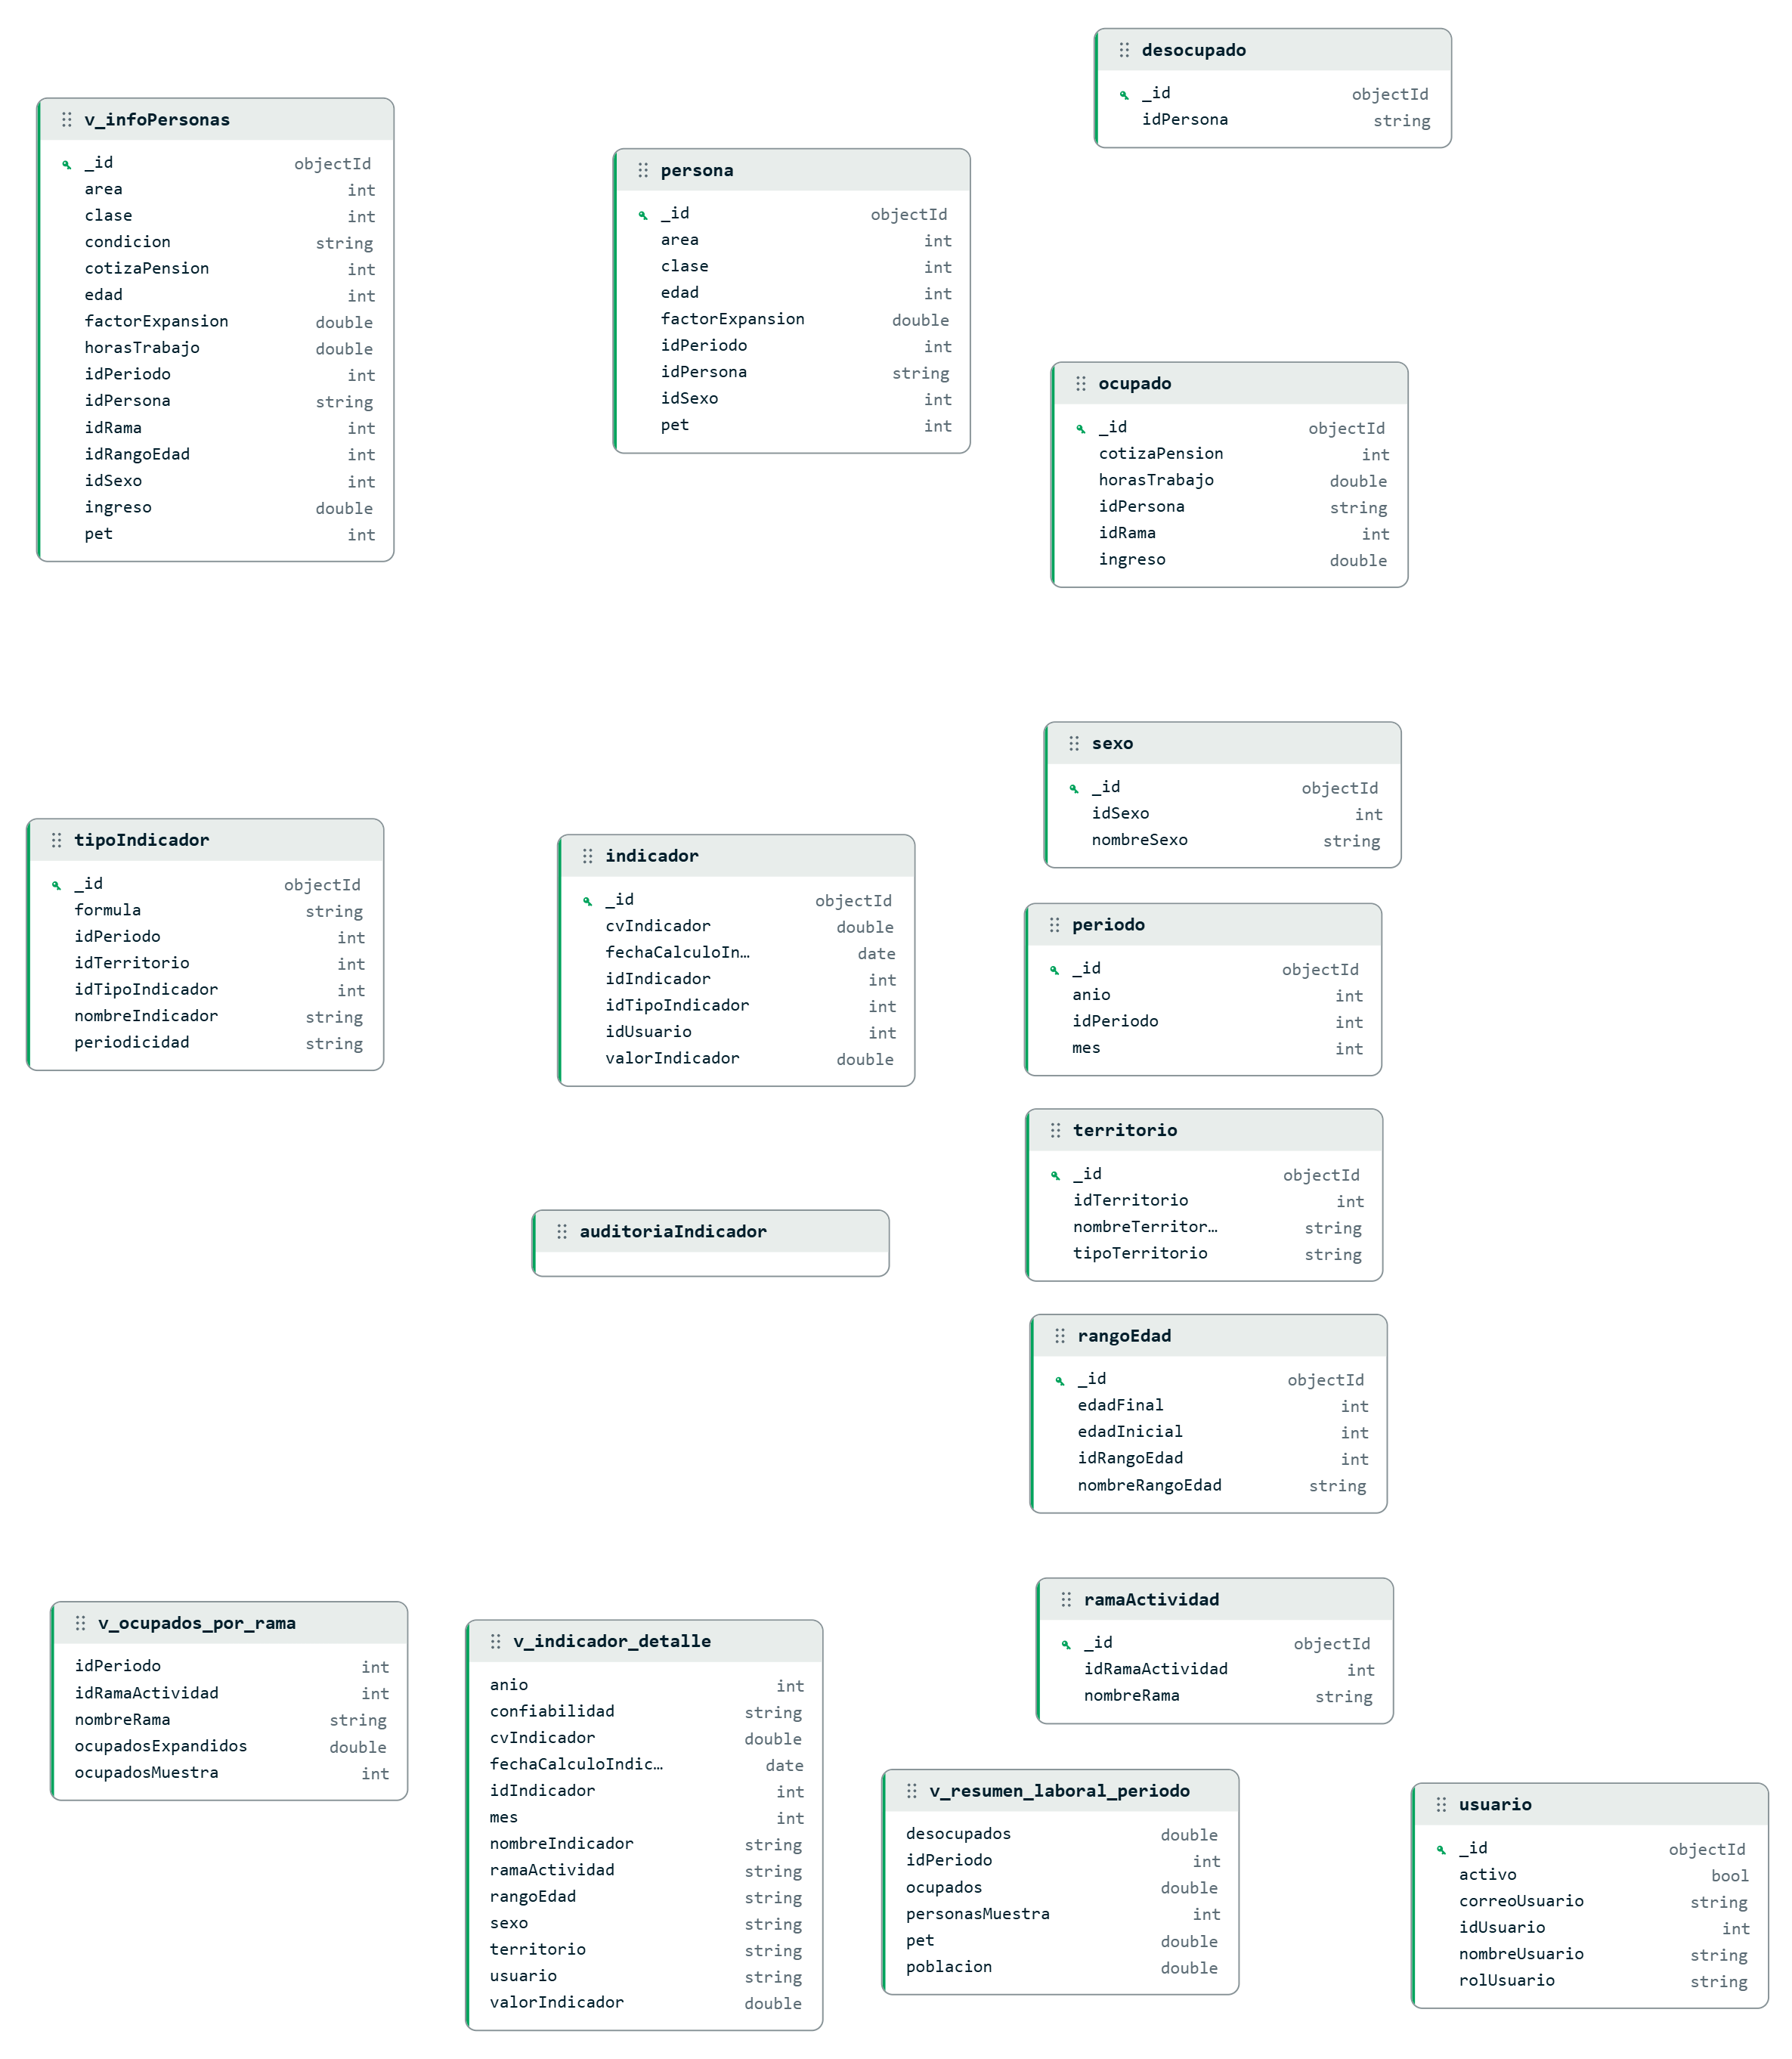 desocupado
_id objectId
idPersona string
v_infoPersonas
_id objectId
area int
clase int
condicion string
cotizaPension int
edad int
factorExpansion double
horasTrabajo double
idPeriodo int
idPersona string
idRama int
idRangoEdad int
idSexo int
ingreso double
pet int
persona
_id objectId
area int
clase int
edad int
factorExpansion double
idPeriodo int
idPersona string
idSexo int
pet int
ocupado
_id objectId
cotizaPension int
horasTrabajo double
idPersona string
idRama int
ingreso double
sexo
_id objectId
idSexo int
nombreSexo string
tipoIndicador
_id objectId
formula string
idPeriodo int
idTerritorio int
idTipoIndicador int
nombreIndicador string
periodicidad string
indicador
_id objectId
cvIndicador double
fechaCalculoIn… date
idIndicador int
idTipoIndicador int
idUsuario int
valorIndicador double
periodo
_id objectId
anio int
idPeriodo int
mes int
territorio
_id objectId
idTerritorio int
nombreTerritor… string
tipoTerritorio string
auditoriaIndicador
rangoEdad
_id objectId
edadFinal int
edadInicial int
idRangoEdad int
nombreRangoEdad string
ramaActividad
_id objectId
idRamaActividad int
nombreRama string
v_ocupados_por_rama
idPeriodo int
idRamaActividad int
nombreRama string
ocupadosExpandidos double
ocupadosMuestra int
v_indicador_detalle
anio int
confiabilidad string
cvIndicador double
fechaCalculoIndic… date
idIndicador int
mes int
nombreIndicador string
ramaActividad string
rangoEdad string
sexo string
territorio string
usuario string
valorIndicador double
v_resumen_laboral_periodo
desocupados double
idPeriodo int
ocupados double
personasMuestra int
pet double
poblacion double
usuario
_id objectId
activo bool
correoUsuario string
idUsuario int
nombreUsuario string
rolUsuario string